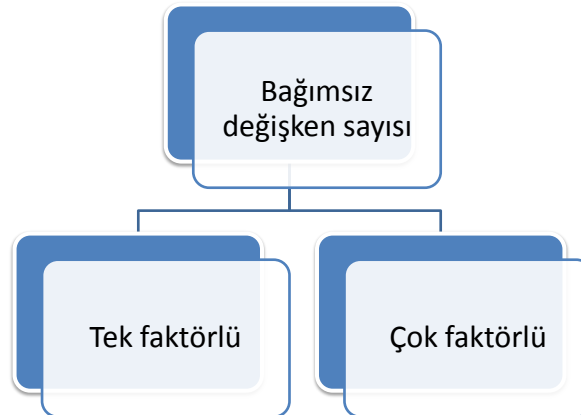 Bağımsız
değişken sayısı
Tek faktörlü
Çok faktörlü